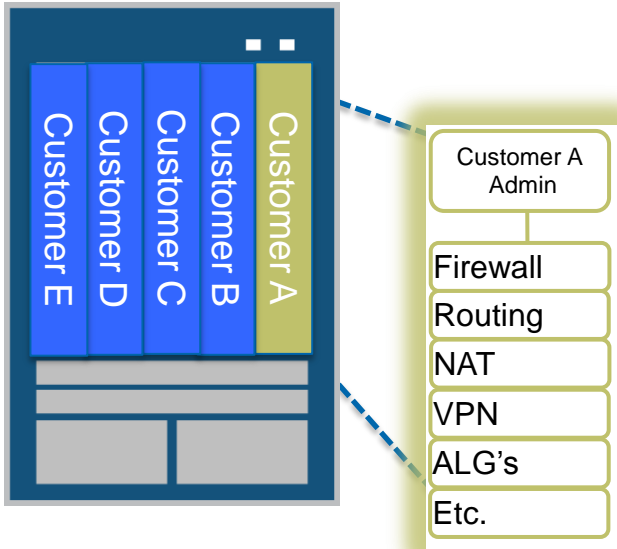 Customer E
Customer D
Customer C
Customer B
Customer A
Customer A
Admin
Firewall
Routing
NAT
VPN
ALG's
Etc.